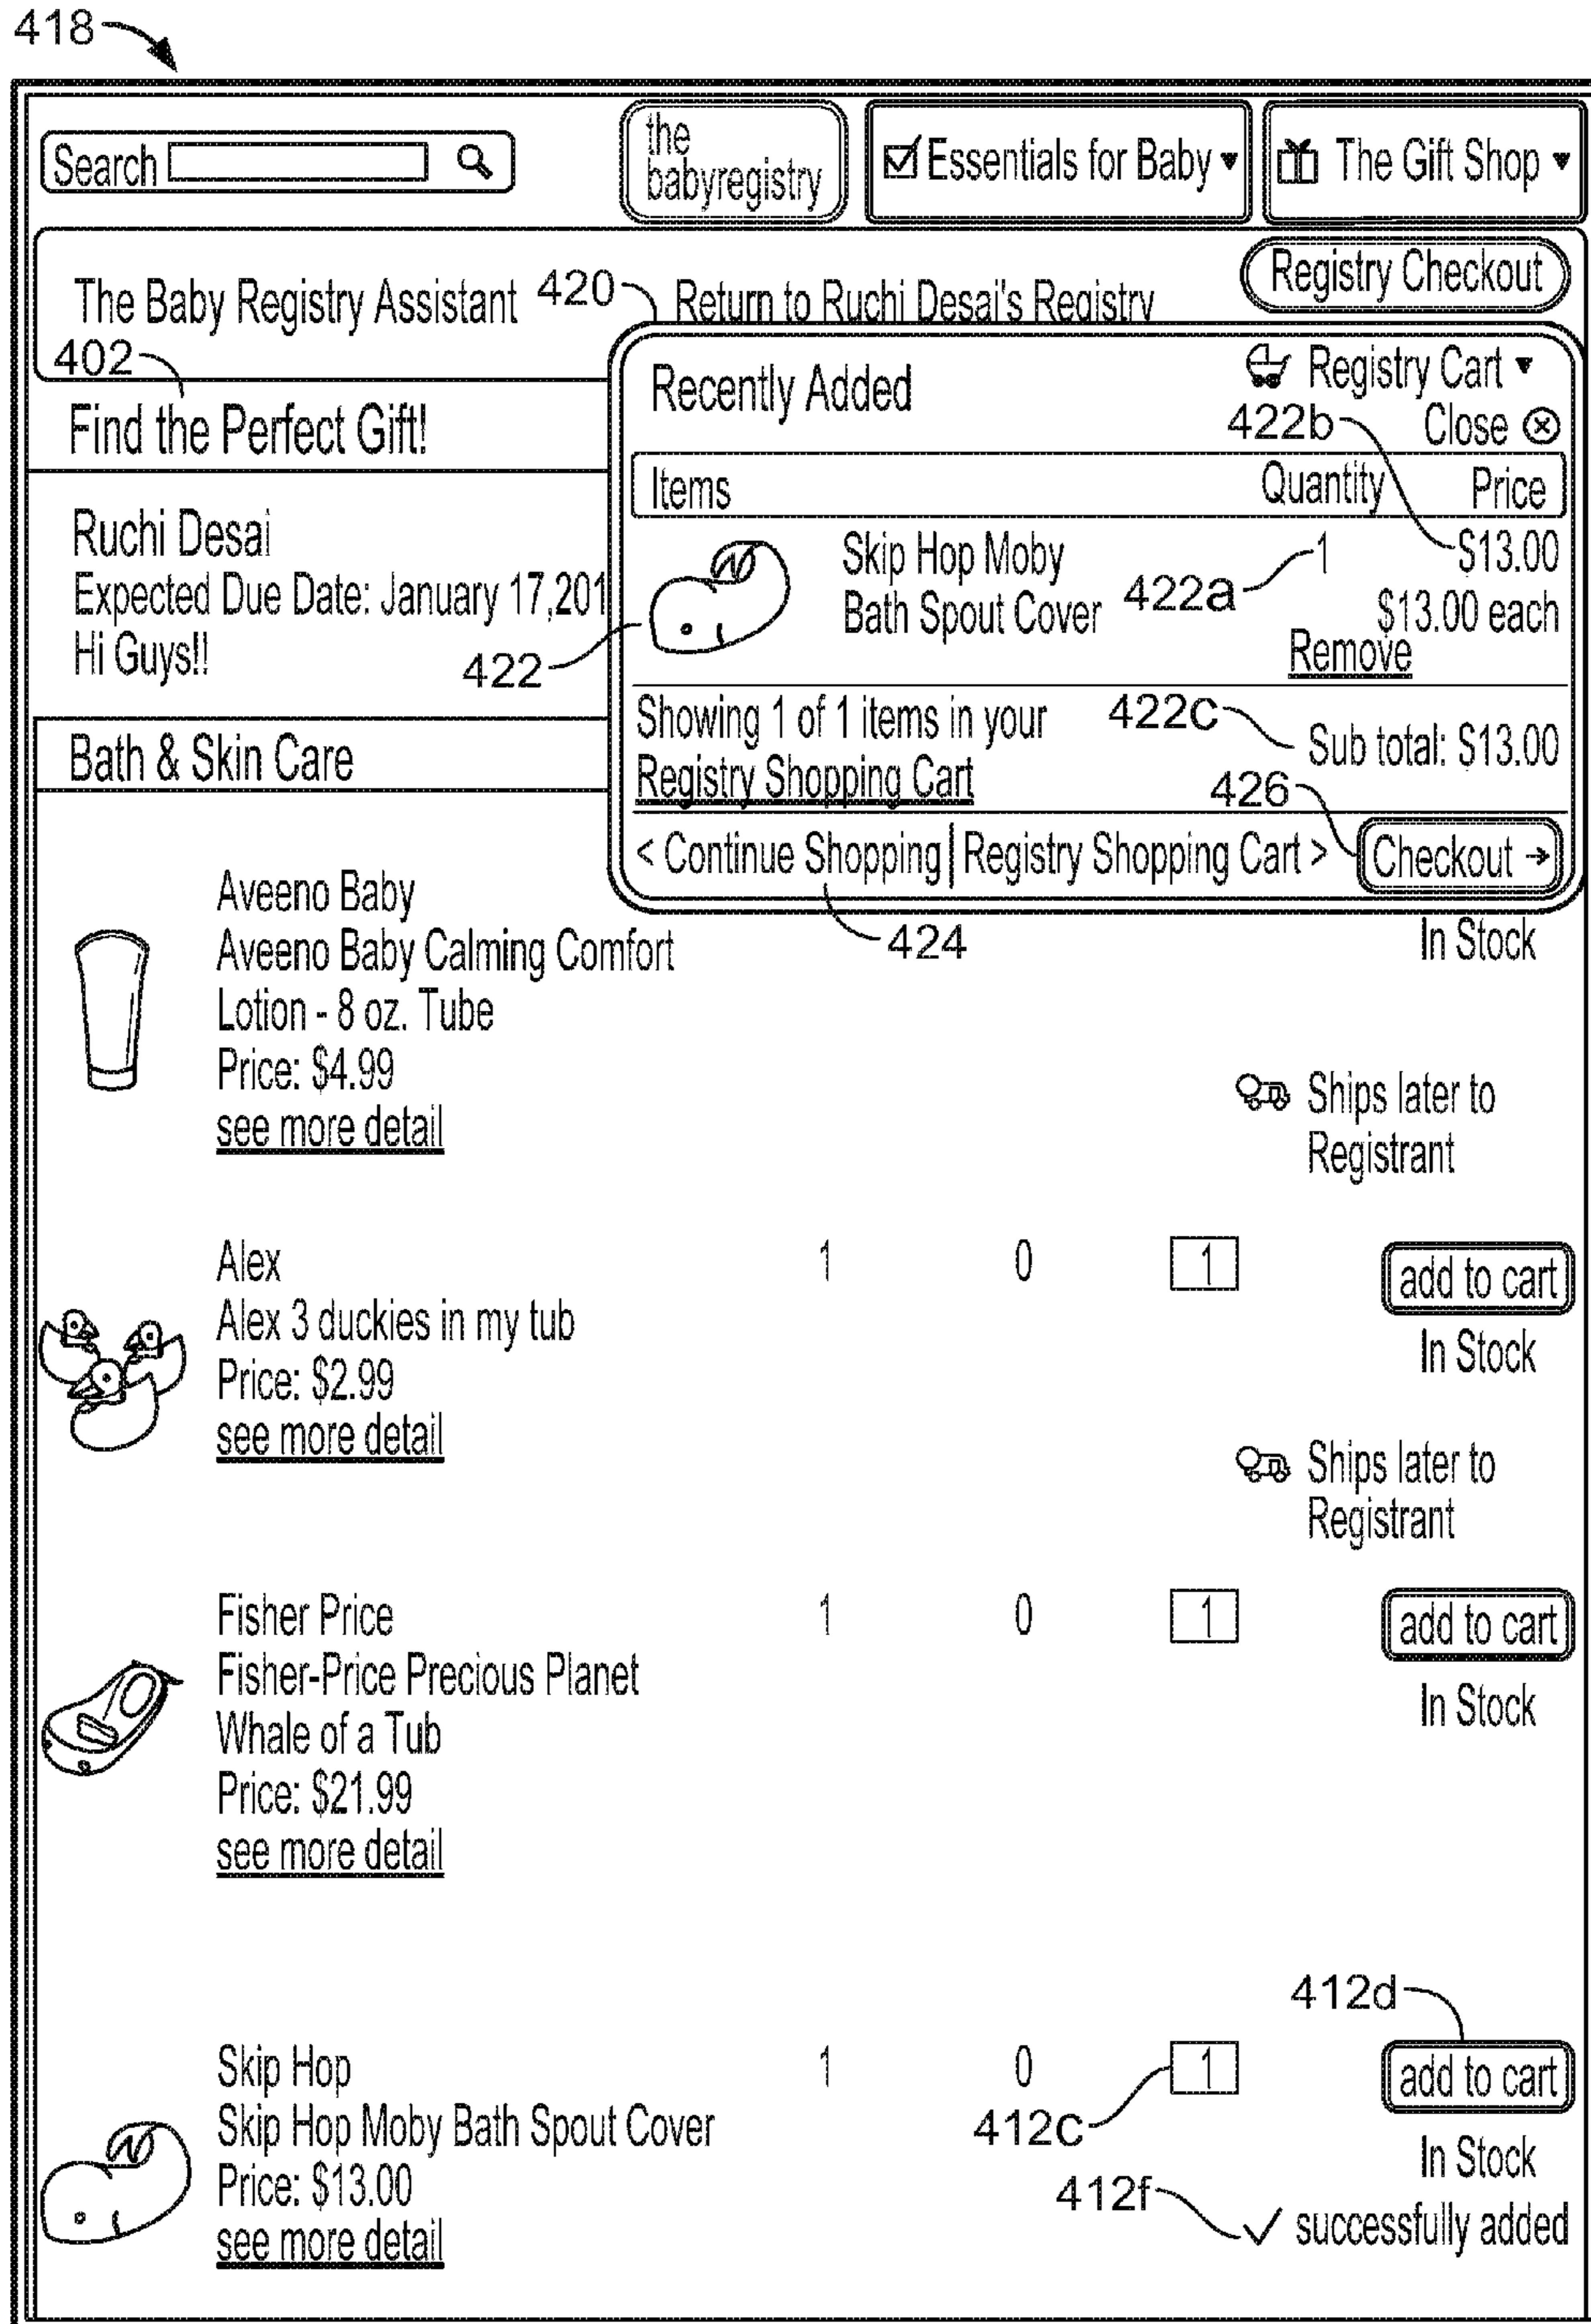 418
Search
the
babyregistry
Essentials for Baby
The Gift Shop
Registry Checkout
The Baby Registry Assistant
420
Return to Ruchi Desai's Registry
402
Find the Perfect Gift!
Recently Added
Registry Cart
422b
Close
Items Quantity Price
Skip Hop Moby 1 $13.00
Bath Spout Cover 422a $13.00 each
Remove
422
Showing 1 of 1 items in your
Registry Shopping Cart
422c
Sub total: $13.00
426
< Continue Shopping | Registry Shopping Cart > Checkout →
424
Ruchi Desai
Expected Due Date: January 17,201
Hi Guys!!
Bath & Skin Care
Aveeno Baby
Aveeno Baby Calming Comfort
In Stock
Lotion - 8 oz. Tube
Price: $4.99
see more detail
Ships later to
Registrant
Alex 1 0 1 add to cart
Alex 3 duckies in my tub
In Stock
Price: $2.99
see more detail
Ships later to
Registrant
Fisher Price 1 0 1 add to cart
Fisher-Price Precious Planet
In Stock
Whale of a Tub
Price: $21.99
see more detail
412d
Skip Hop 1 0 1 add to cart
Skip Hop Moby Bath Spout Cover
412c
In Stock
Price: $13.00
412f
see more detail
✓ successfully added